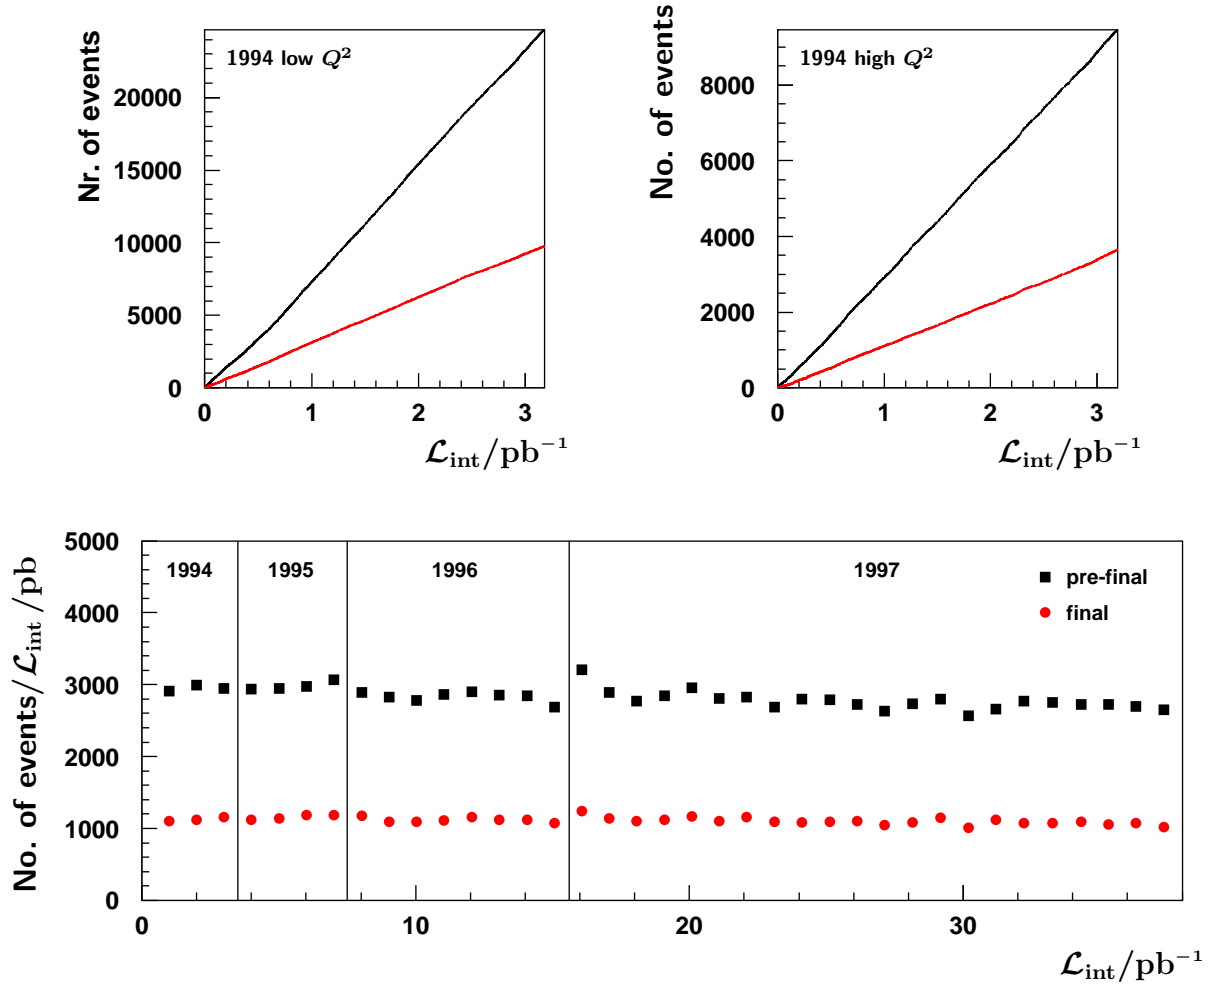 1994 low Q²
Nr. of events
20000
15000
10000
5000
0
0 1 2 3
ℒint/pb⁻¹
1994 high Q²
No. of events
8000
6000
4000
2000
0
0 1 2 3
ℒint/pb⁻¹
No. of events/ℒint /pb
5000
4000
3000
2000
1000
0
1994 1995 1996 1997
pre-final
final
0 10 20 30
ℒint/pb⁻¹